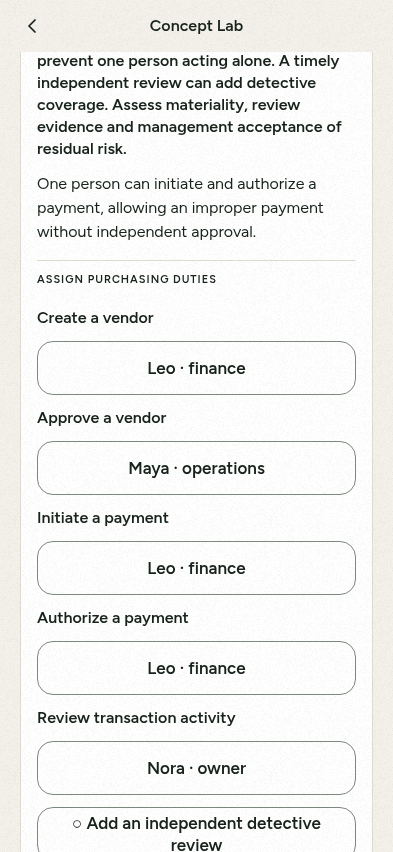 Concept Lab
prevent one person acting alone. A timely
independent review can add detective
coverage. Assess materiality, review
evidence and management acceptance of
residual risk.
One person can initiate and authorize a
payment, allowing an improper payment
without independent approval.
ASSIGN PURCHASING DUTIES
Create a vendor
Leo · finance
Approve a vendor
Maya · operations
Initiate a payment
Leo · finance
Authorize a payment
Leo · finance
Review transaction activity
Nora · owner
○ Add an independent detective
review